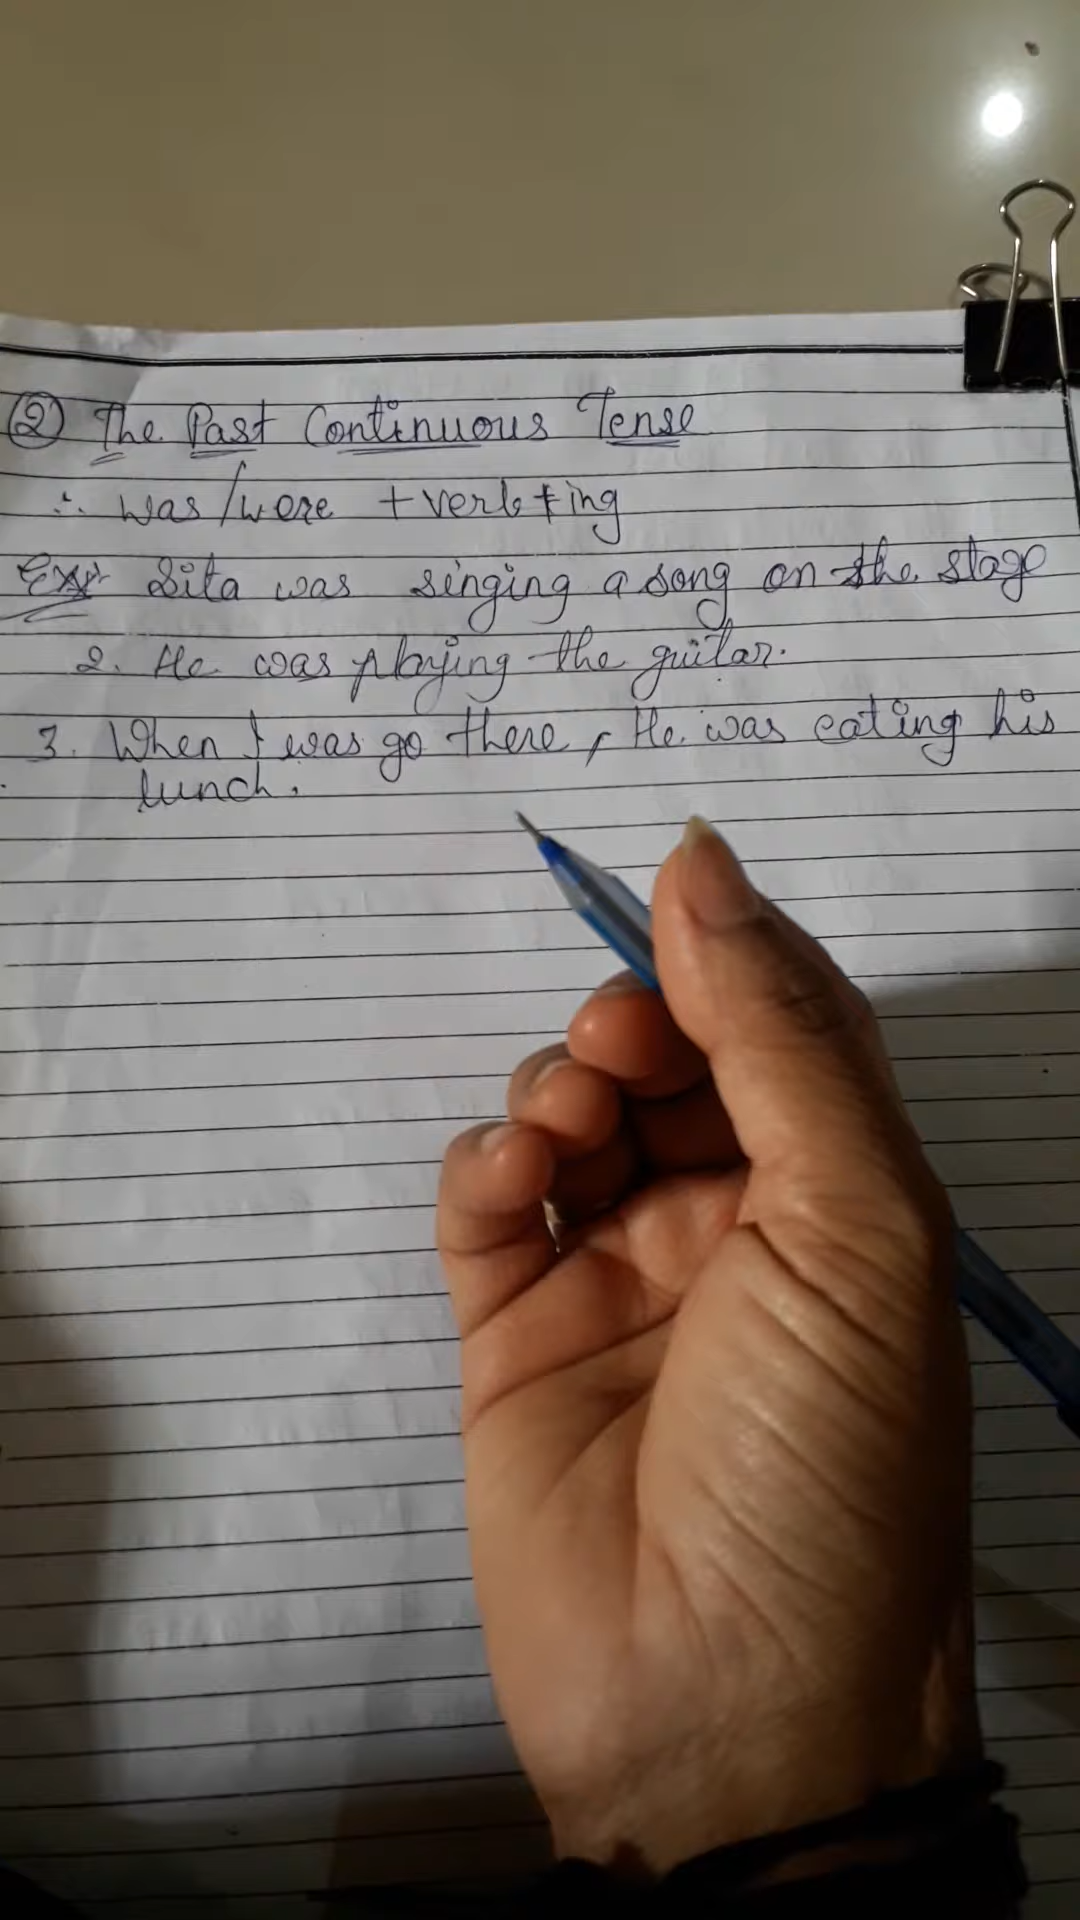 ② The Past Continuous Tense
∴ was/were + verb + ing
Ex:- Sita was singing a song on the stage
2. He was playing the guitar.
3. When I was go there, He was eating his
lunch.